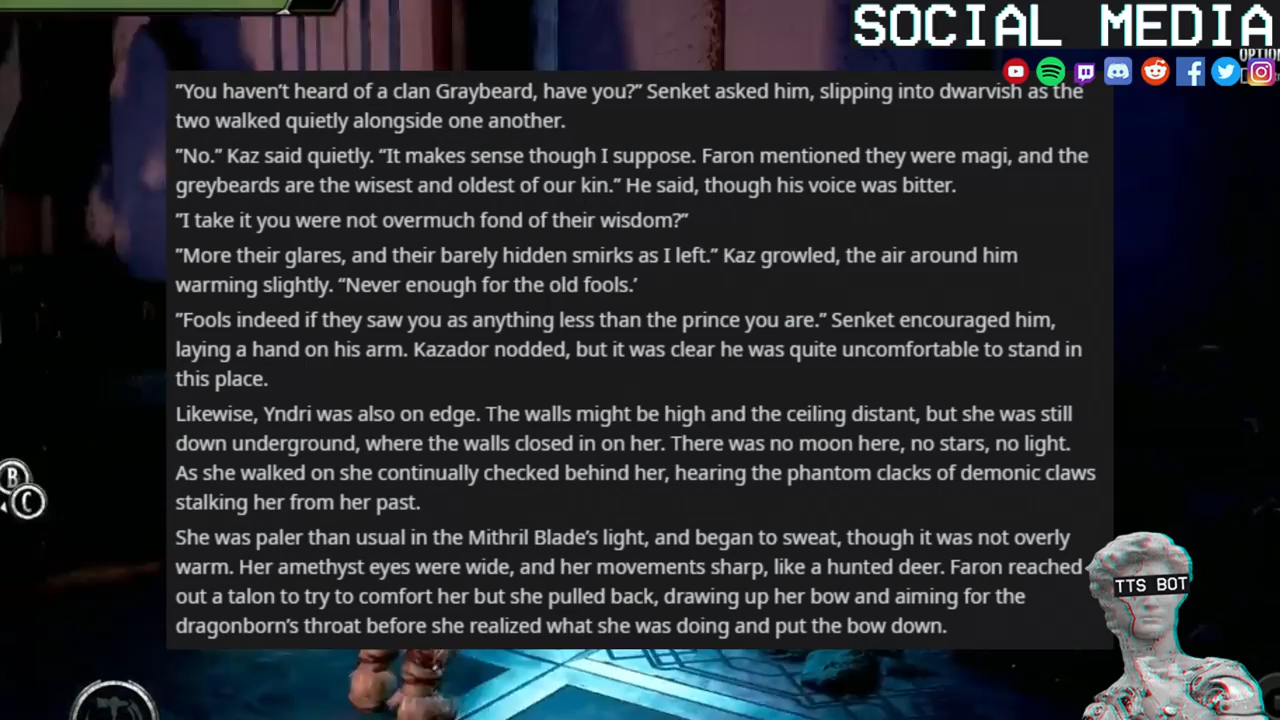 SOCIAL MEDIA
"You haven't heard of a clan Graybeard, have you?" Senket asked him, slipping into dwarvish as the
two walked quietly alongside one another.
"No." Kaz said quietly. "It makes sense though I suppose. Faron mentioned they were magi, and the
greybeards are the wisest and oldest of our kin." He said, though his voice was bitter.
"I take it you were not overmuch fond of their wisdom?"
"More their glares, and their barely hidden smirks as I left." Kaz growled, the air around him
warming slightly. "Never enough for the old fools.'
"Fools indeed if they saw you as anything less than the prince you are." Senket encouraged him,
laying a hand on his arm. Kazador nodded, but it was clear he was quite uncomfortable to stand in
this place.
Likewise, Yndri was also on edge. The walls might be high and the ceiling distant, but she was still
down underground, where the walls closed in on her. There was no moon here, no stars, no light.
As she walked on she continually checked behind her, hearing the phantom clacks of demonic claws
stalking her from her past.
She was paler than usual in the Mithril Blade's light, and began to sweat, though it was not overly
warm. Her amethyst eyes were wide, and her movements sharp, like a hunted deer. Faron reached
out a talon to try to comfort her but she pulled back, drawing up her bow and aiming for the
dragonborn's throat before she realized what she was doing and put the bow down.
B
C
TTS BOT